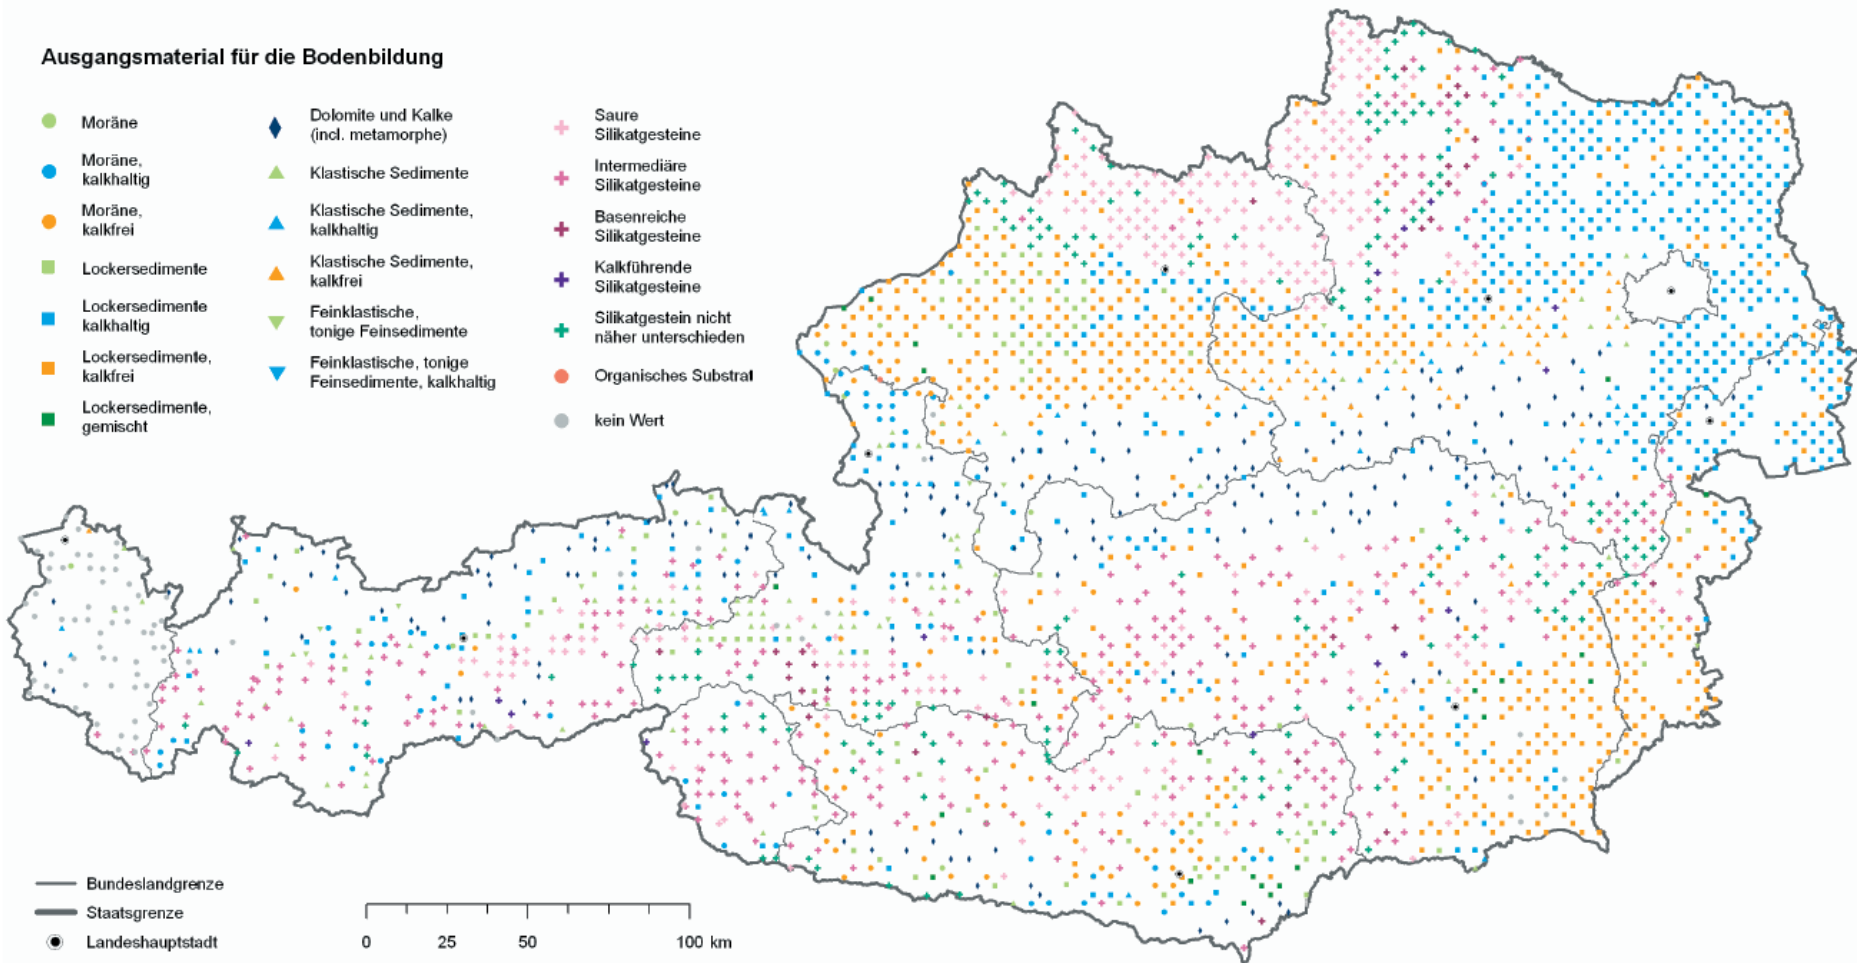 Ausgangsmaterial für die Bodenbildung
Moräne
Moräne,
kalkhaltig
Moräne,
kalkfrei
Lockersedimente
Lockersedimente
kalkhaltig
Lockersedimente,
kalkfrei
Lockersedimente,
gemischt
Dolomite und Kalke
(incl. metamorphe)
Klastische Sedimente
Klastische Sedimente,
kalkhaltig
Klastische Sedimente,
kalkfrei
Feinklastische,
tonige Feinsedimente
Feinklastische, tonige
Feinsedimente, kalkhaltig
Saure
Silikatgesteine
Intermediäre
Silikatgesteine
Basenreiche
Silikatgesteine
Kalkführende
Silikatgesteine
Silikatgestein nicht
näher unterschieden
Organisches Substrat
kein Wert
Bundeslandgrenze
Staatsgrenze
Landeshauptstadt
0 25 50 100 km